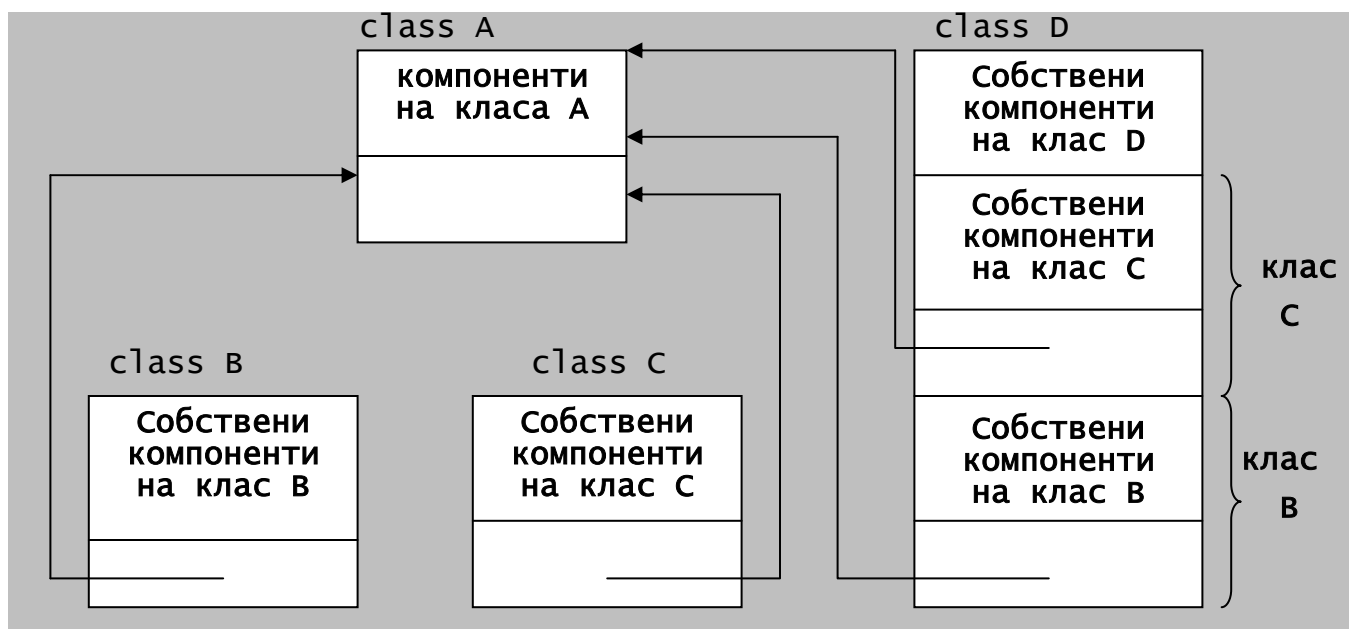 class A
компоненти
на класа A
class D
Собствени
компоненти
на клас D
Собствени
компоненти
на клас C
клас
C
class B
Собствени
компоненти
на клас B
class C
Собствени
компоненти
на клас C
Собствени
компоненти
на клас B
клас
B